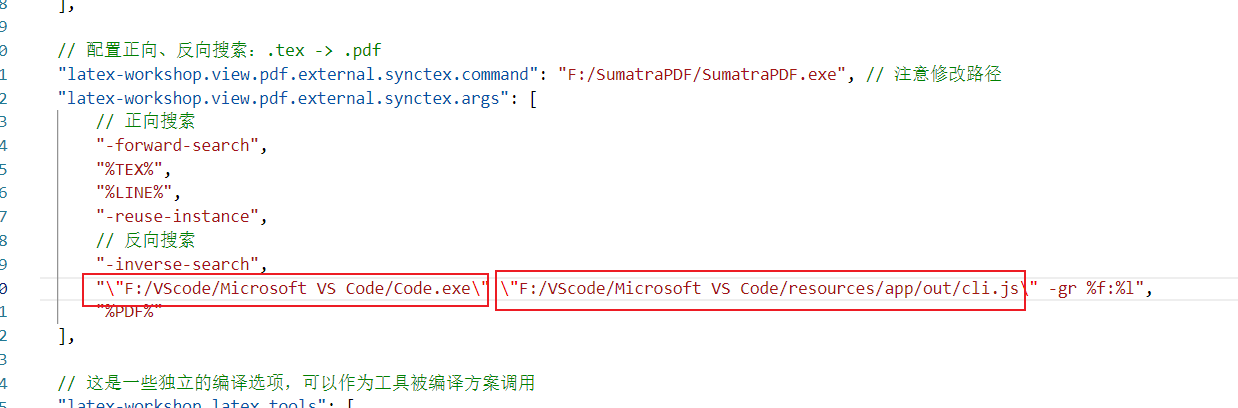 8 ],
9
0 // 配置正向、反向搜索：.tex -> .pdf
1 "latex-workshop.view.pdf.external.synctex.command": "F:/SumatraPDF/SumatraPDF.exe", // 注意修改路径
2 "latex-workshop.view.pdf.external.synctex.args": [
3 // 正向搜索
4 "-forward-search",
5 "%TEX%",
6 "%LINE%",
7 "-reuse-instance",
8 // 反向搜索
9 "-inverse-search",
0 "\"F:/VScode/Microsoft VS Code/Code.exe\" \"F:/VScode/Microsoft VS Code/resources/app/out/cli.js\" -gr %f:%l",
1 "%PDF%"
2 ],
3
4 // 这是一些独立的编译选项，可以作为工具被编译方案调用
5 "latex-workshop.latex.tools": [